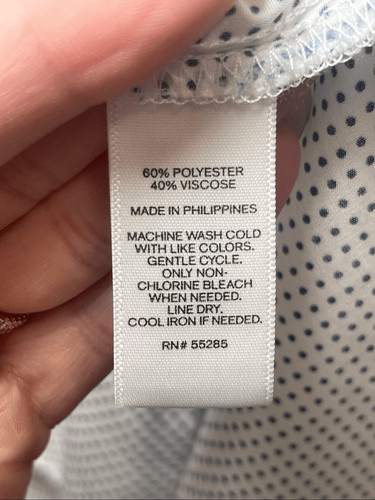 60% POLYESTER
40% VISCOSE
MADE IN PHILIPPINES
MACHINE WASH COLD
WITH LIKE COLORS.
GENTLE CYCLE.
ONLY NON-
CHLORINE BLEACH
WHEN NEEDED.
LINE DRY.
COOL IRON IF NEEDED.
RN# 55285